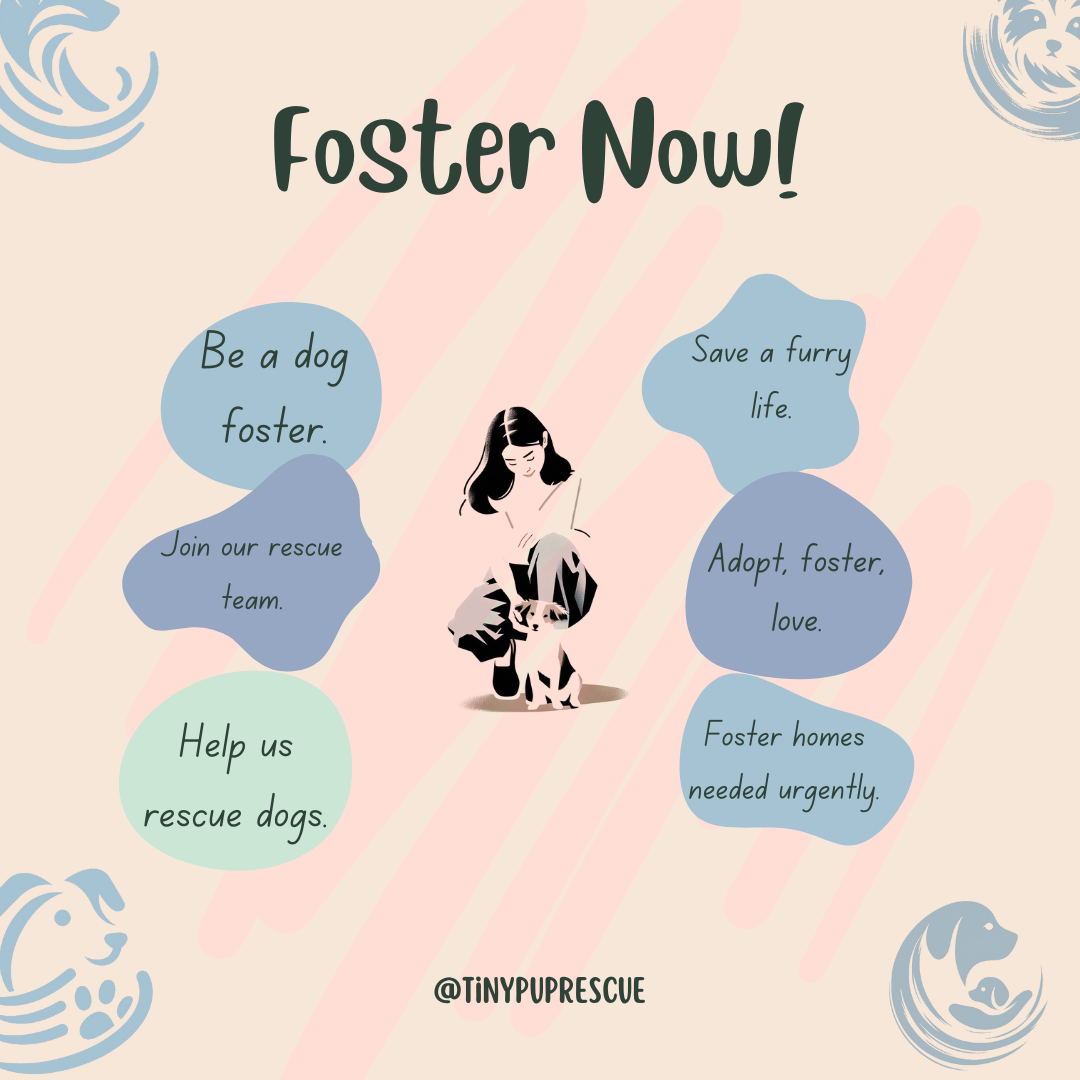 Foster Now!
Be a dog
foster.
Save a furry
life.
Join our rescue
team.
Adopt, foster,
love.
Help us
rescue dogs.
Foster homes
needed urgently.
@TiNYPUPRESCUE